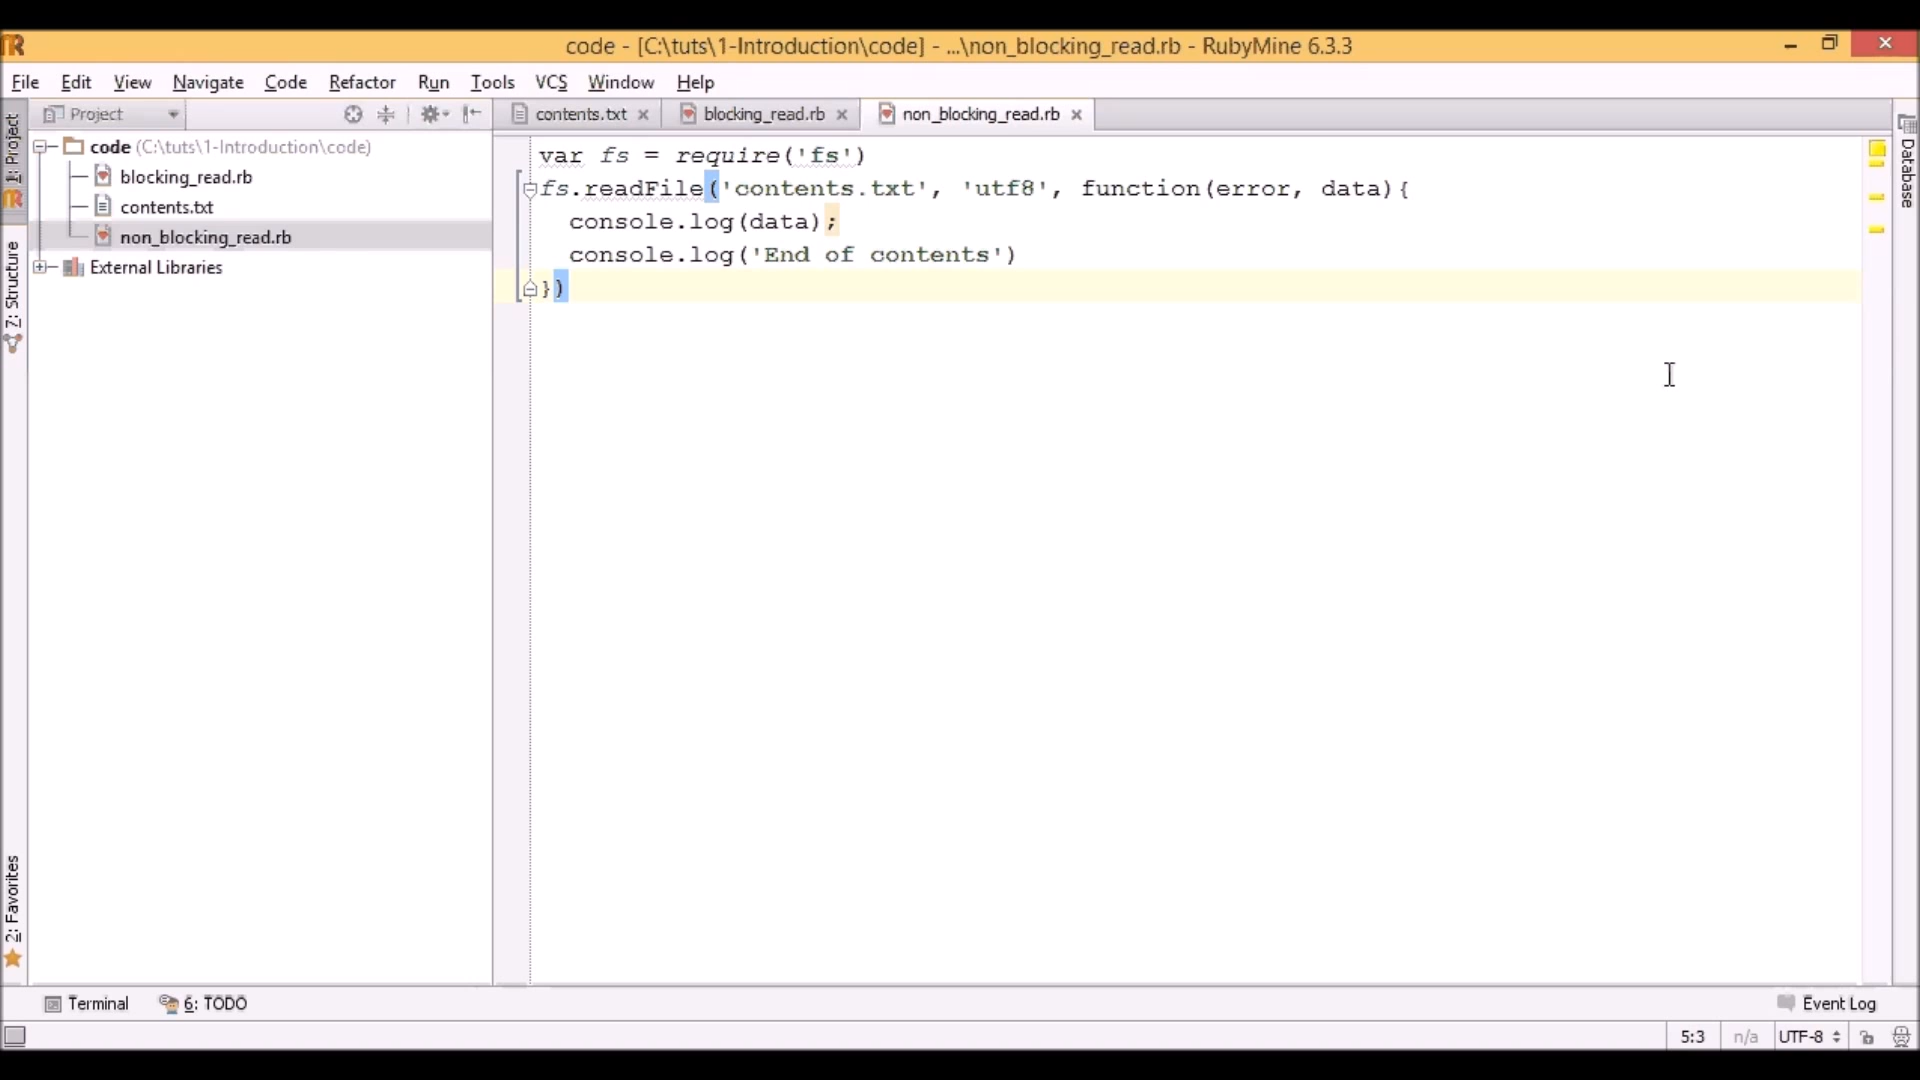 code - [C:\tuts\1-Introduction\code] - ...\non_blocking_read.rb - RubyMine 6.3.3
File Edit View Navigate Code Refactor Run Tools VCS Window Help
Project
contents.txt blocking_read.rb non_blocking_read.rb
1: Project
7: Structure
2: Favorites
code (C:\tuts\1-Introduction\code)
blocking_read.rb
contents.txt
non_blocking_read.rb
External Libraries
var fs = require('fs')
fs.readFile('contents.txt', 'utf8', function(error, data){
console.log(data);
console.log('End of contents')
})
Database
Terminal 6: TODO Event Log
5:3 n/a UTF-8